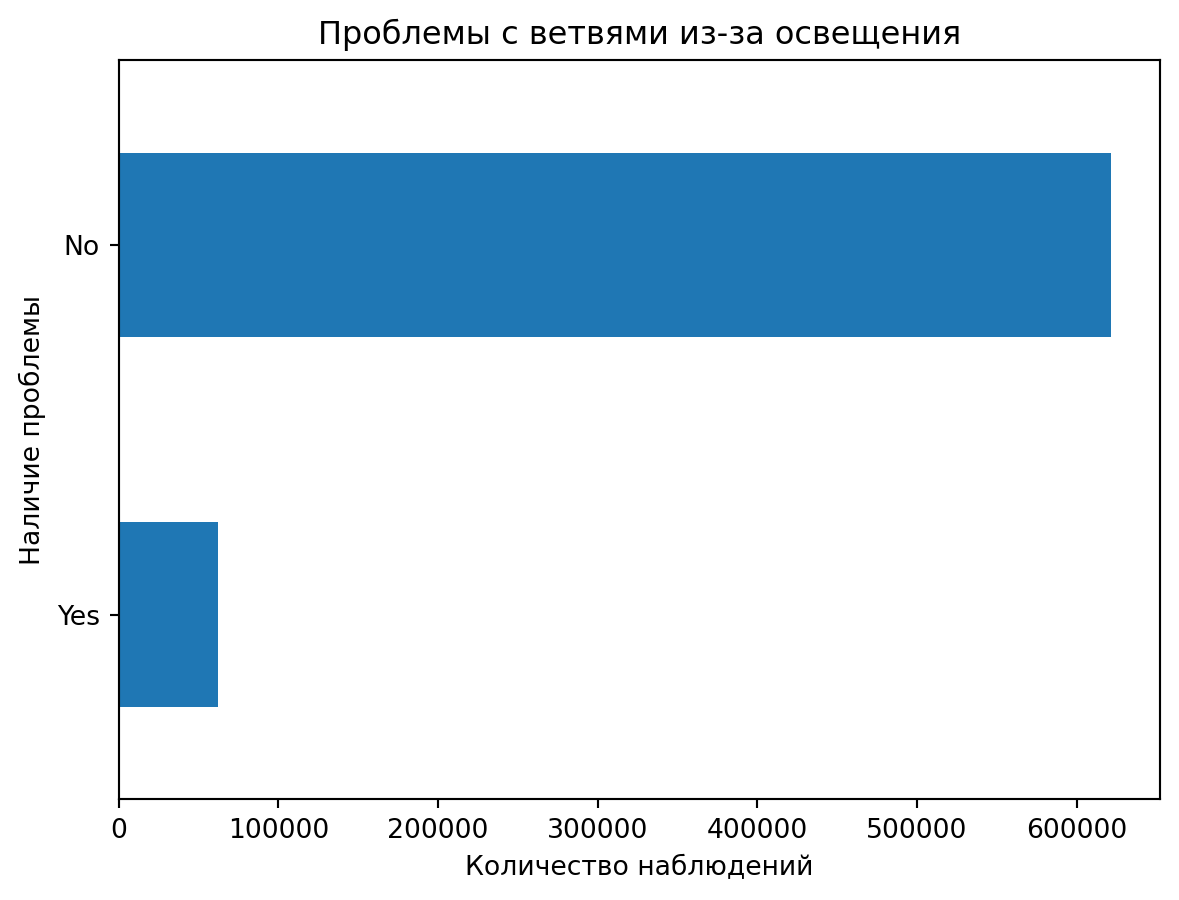 Проблемы с ветвями из-за освещения
Наличие проблемы
No
Yes
0 100000 200000 300000 400000 500000 600000
Количество наблюдений